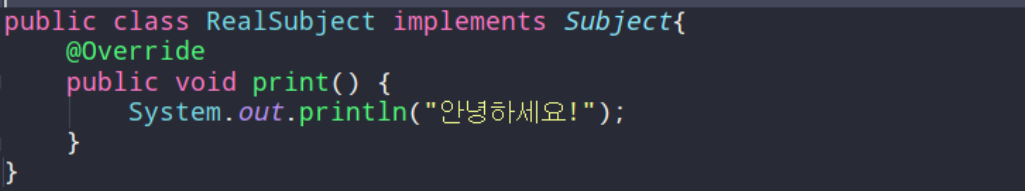 public class RealSubject implements Subject{
    @Override
    public void print() {
        System.out.println("안녕하세요!");
    }
}